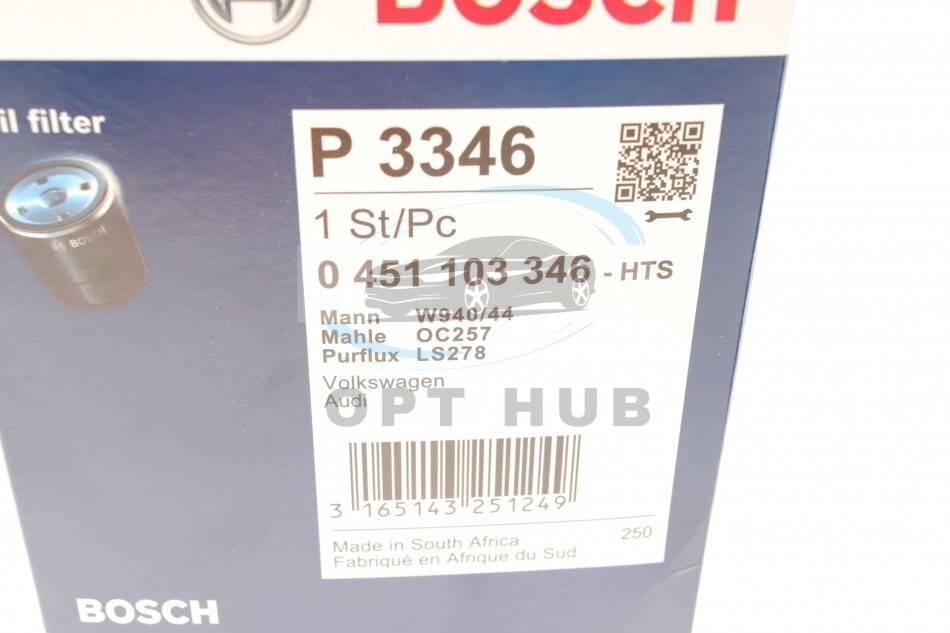 BOSCH
il filter
BOSCH
P 3346
1 St/Pc
0 451 103 346 - HTS
Mann W940/44
Mahle OC257
Purflux LS278
Volkswagen
Audi
OPT HUB
3 165143 251249
Made in South Africa 250
Fabriqué en Afrique du Sud
BOSCH